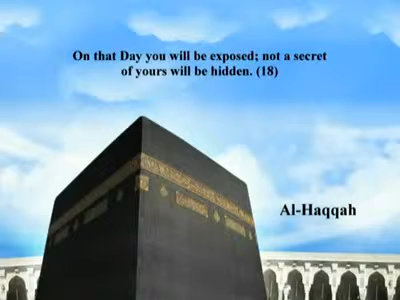 On that Day you will be exposed; not a secret
of yours will be hidden. (18)
Al-Haqqah